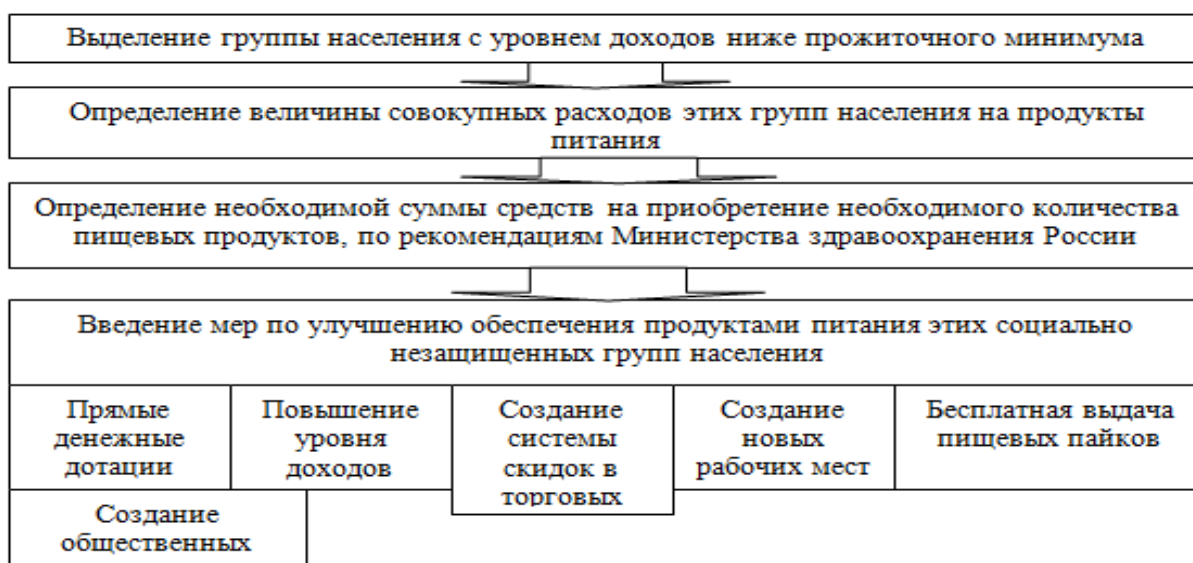 Выделение группы населения с уровнем доходов ниже прожиточного минимума
Определение величины совокупных расходов этих групп населения на продукты
питания
Определение необходимой суммы средств на приобретение необходимого количества
пищевых продуктов, по рекомендациям Министерства здравоохранения России
Введение мер по улучшению обеспечения продуктами питания этих социально
незащищенных групп населения
Прямые
денежные
дотации
Повышение
уровня
доходов
Создание
системы
скидок в
торговых
Создание
новых
рабочих мест
Бесплатная выдача
пищевых пайков
Создание
общественных